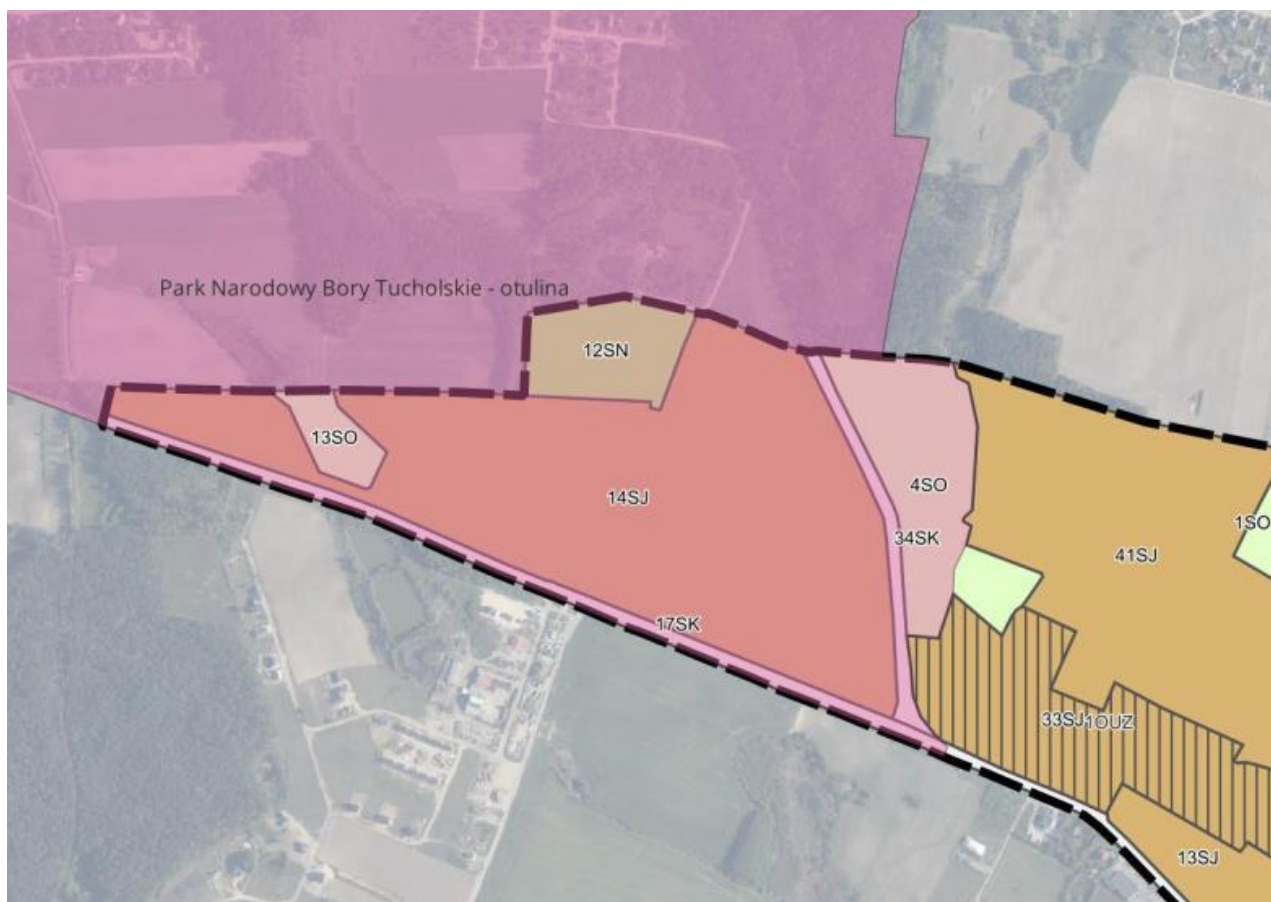 Park Narodowy Bory Tucholskie - otulina
12SN
13SO
14SJ
4SO
1SO
34SK
41SJ
17SK
33SJ
1OUZ
13SJ